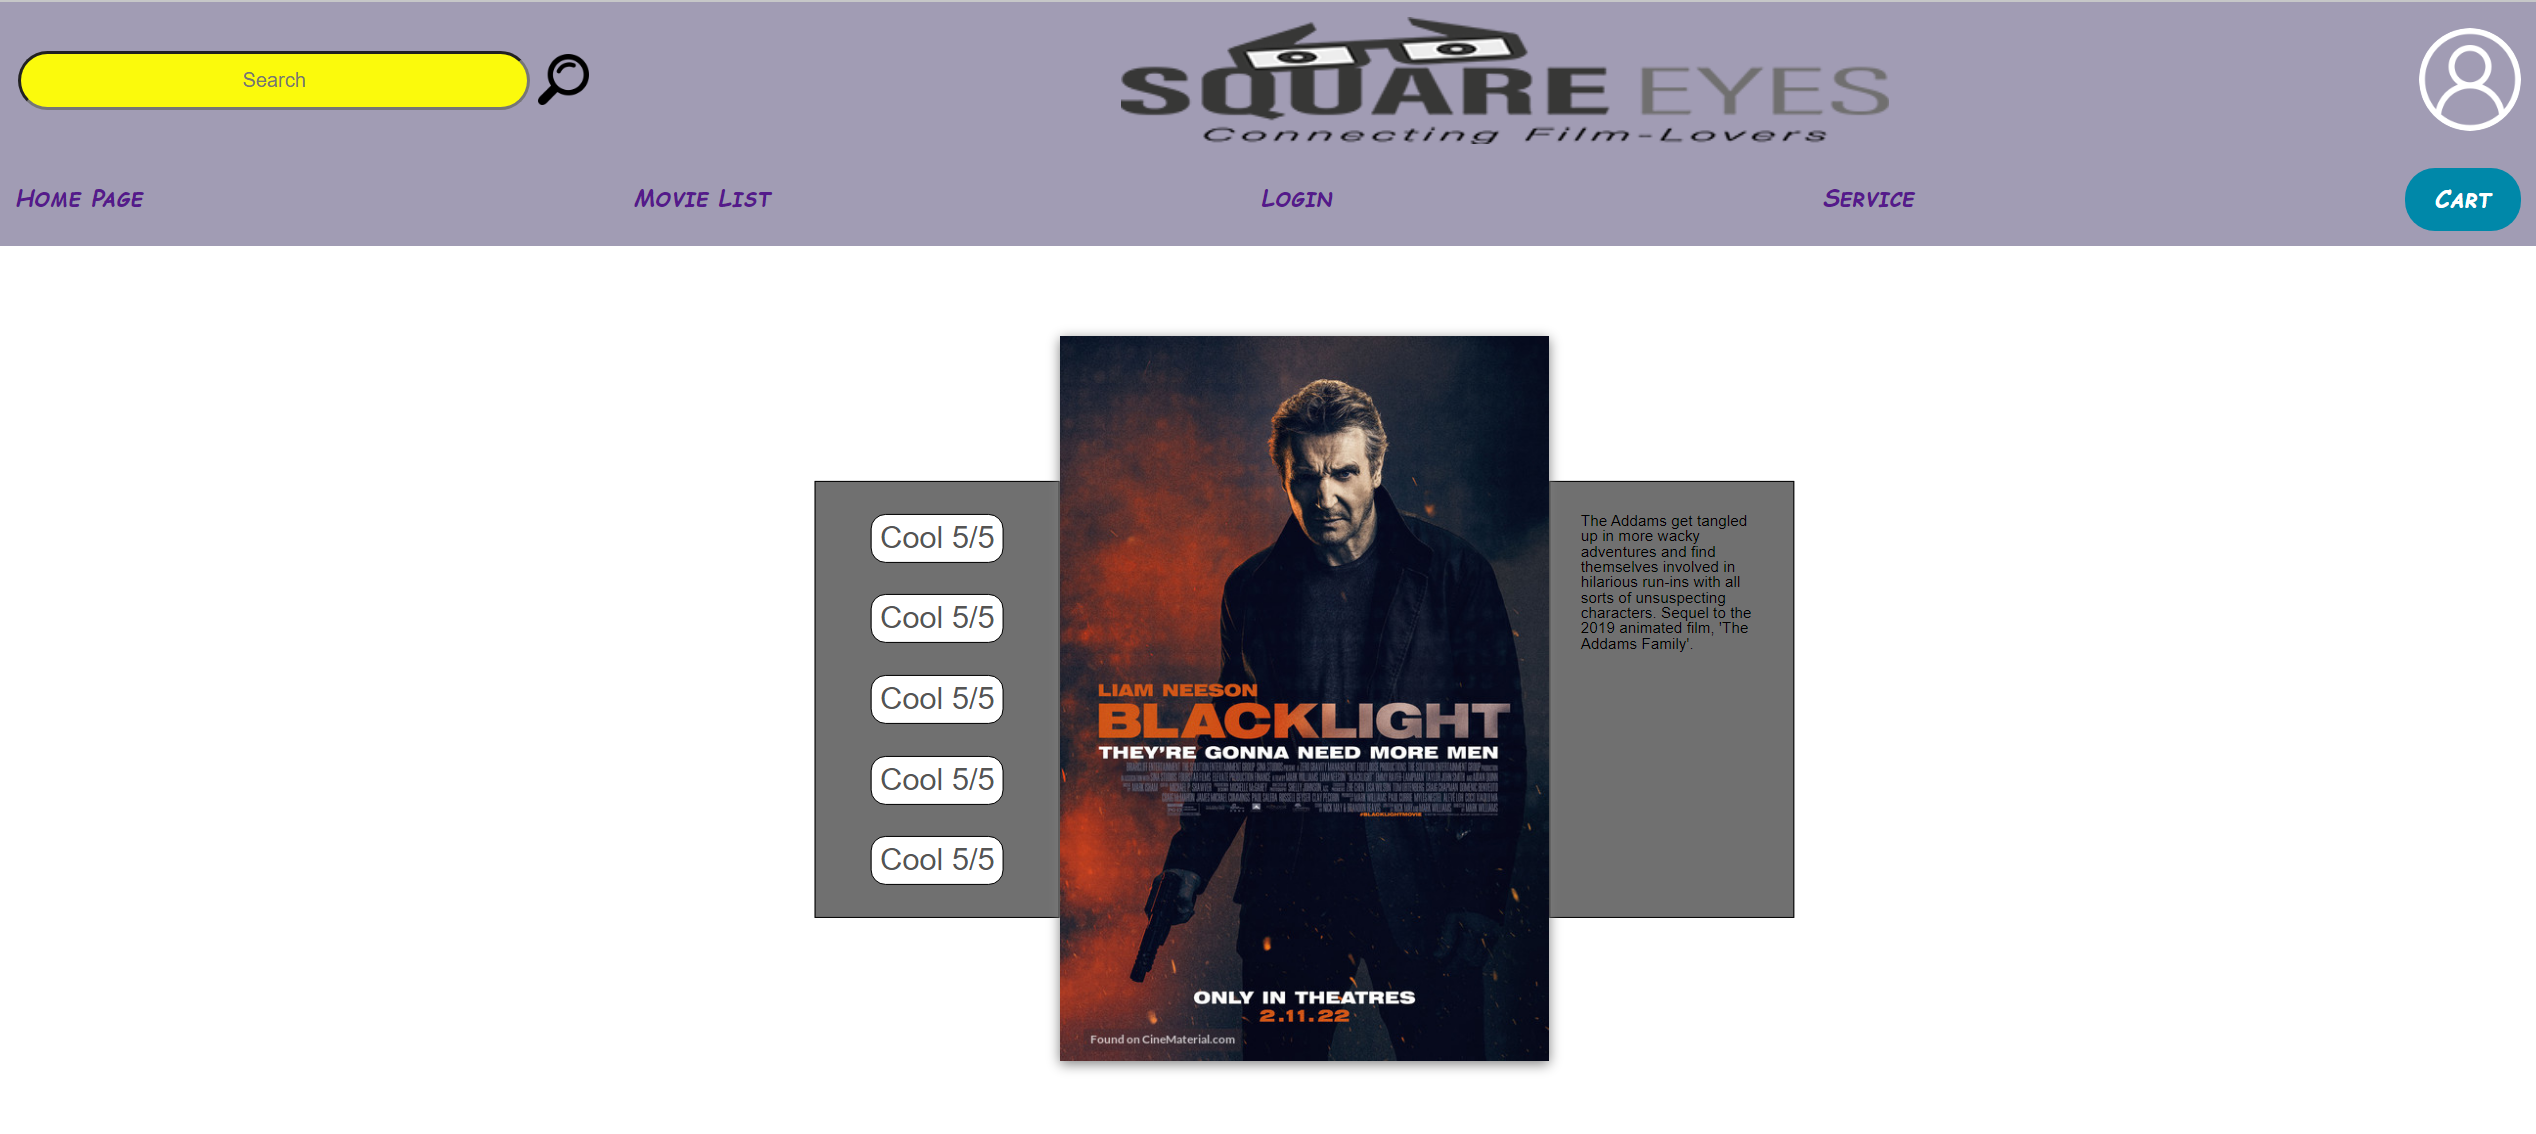 Search
SQUARE EYES
Connecting Film-Lovers
Home Page
Movie List
Login
Service
Cart
Cool 5/5
Cool 5/5
Cool 5/5
Cool 5/5
Cool 5/5
LIAM NEESON
BLACKLIGHT
THEY'RE GONNA NEED MORE MEN
#BLACKLIGHTMOVIE
ONLY IN THEATRES
2.11.22
Found on CineMaterial.com
The Addams get tangled
up in more wacky
adventures and find
themselves involved in
hilarious run-ins with all
sorts of unsuspecting
characters. Sequel to the
2019 animated film, 'The
Addams Family'.